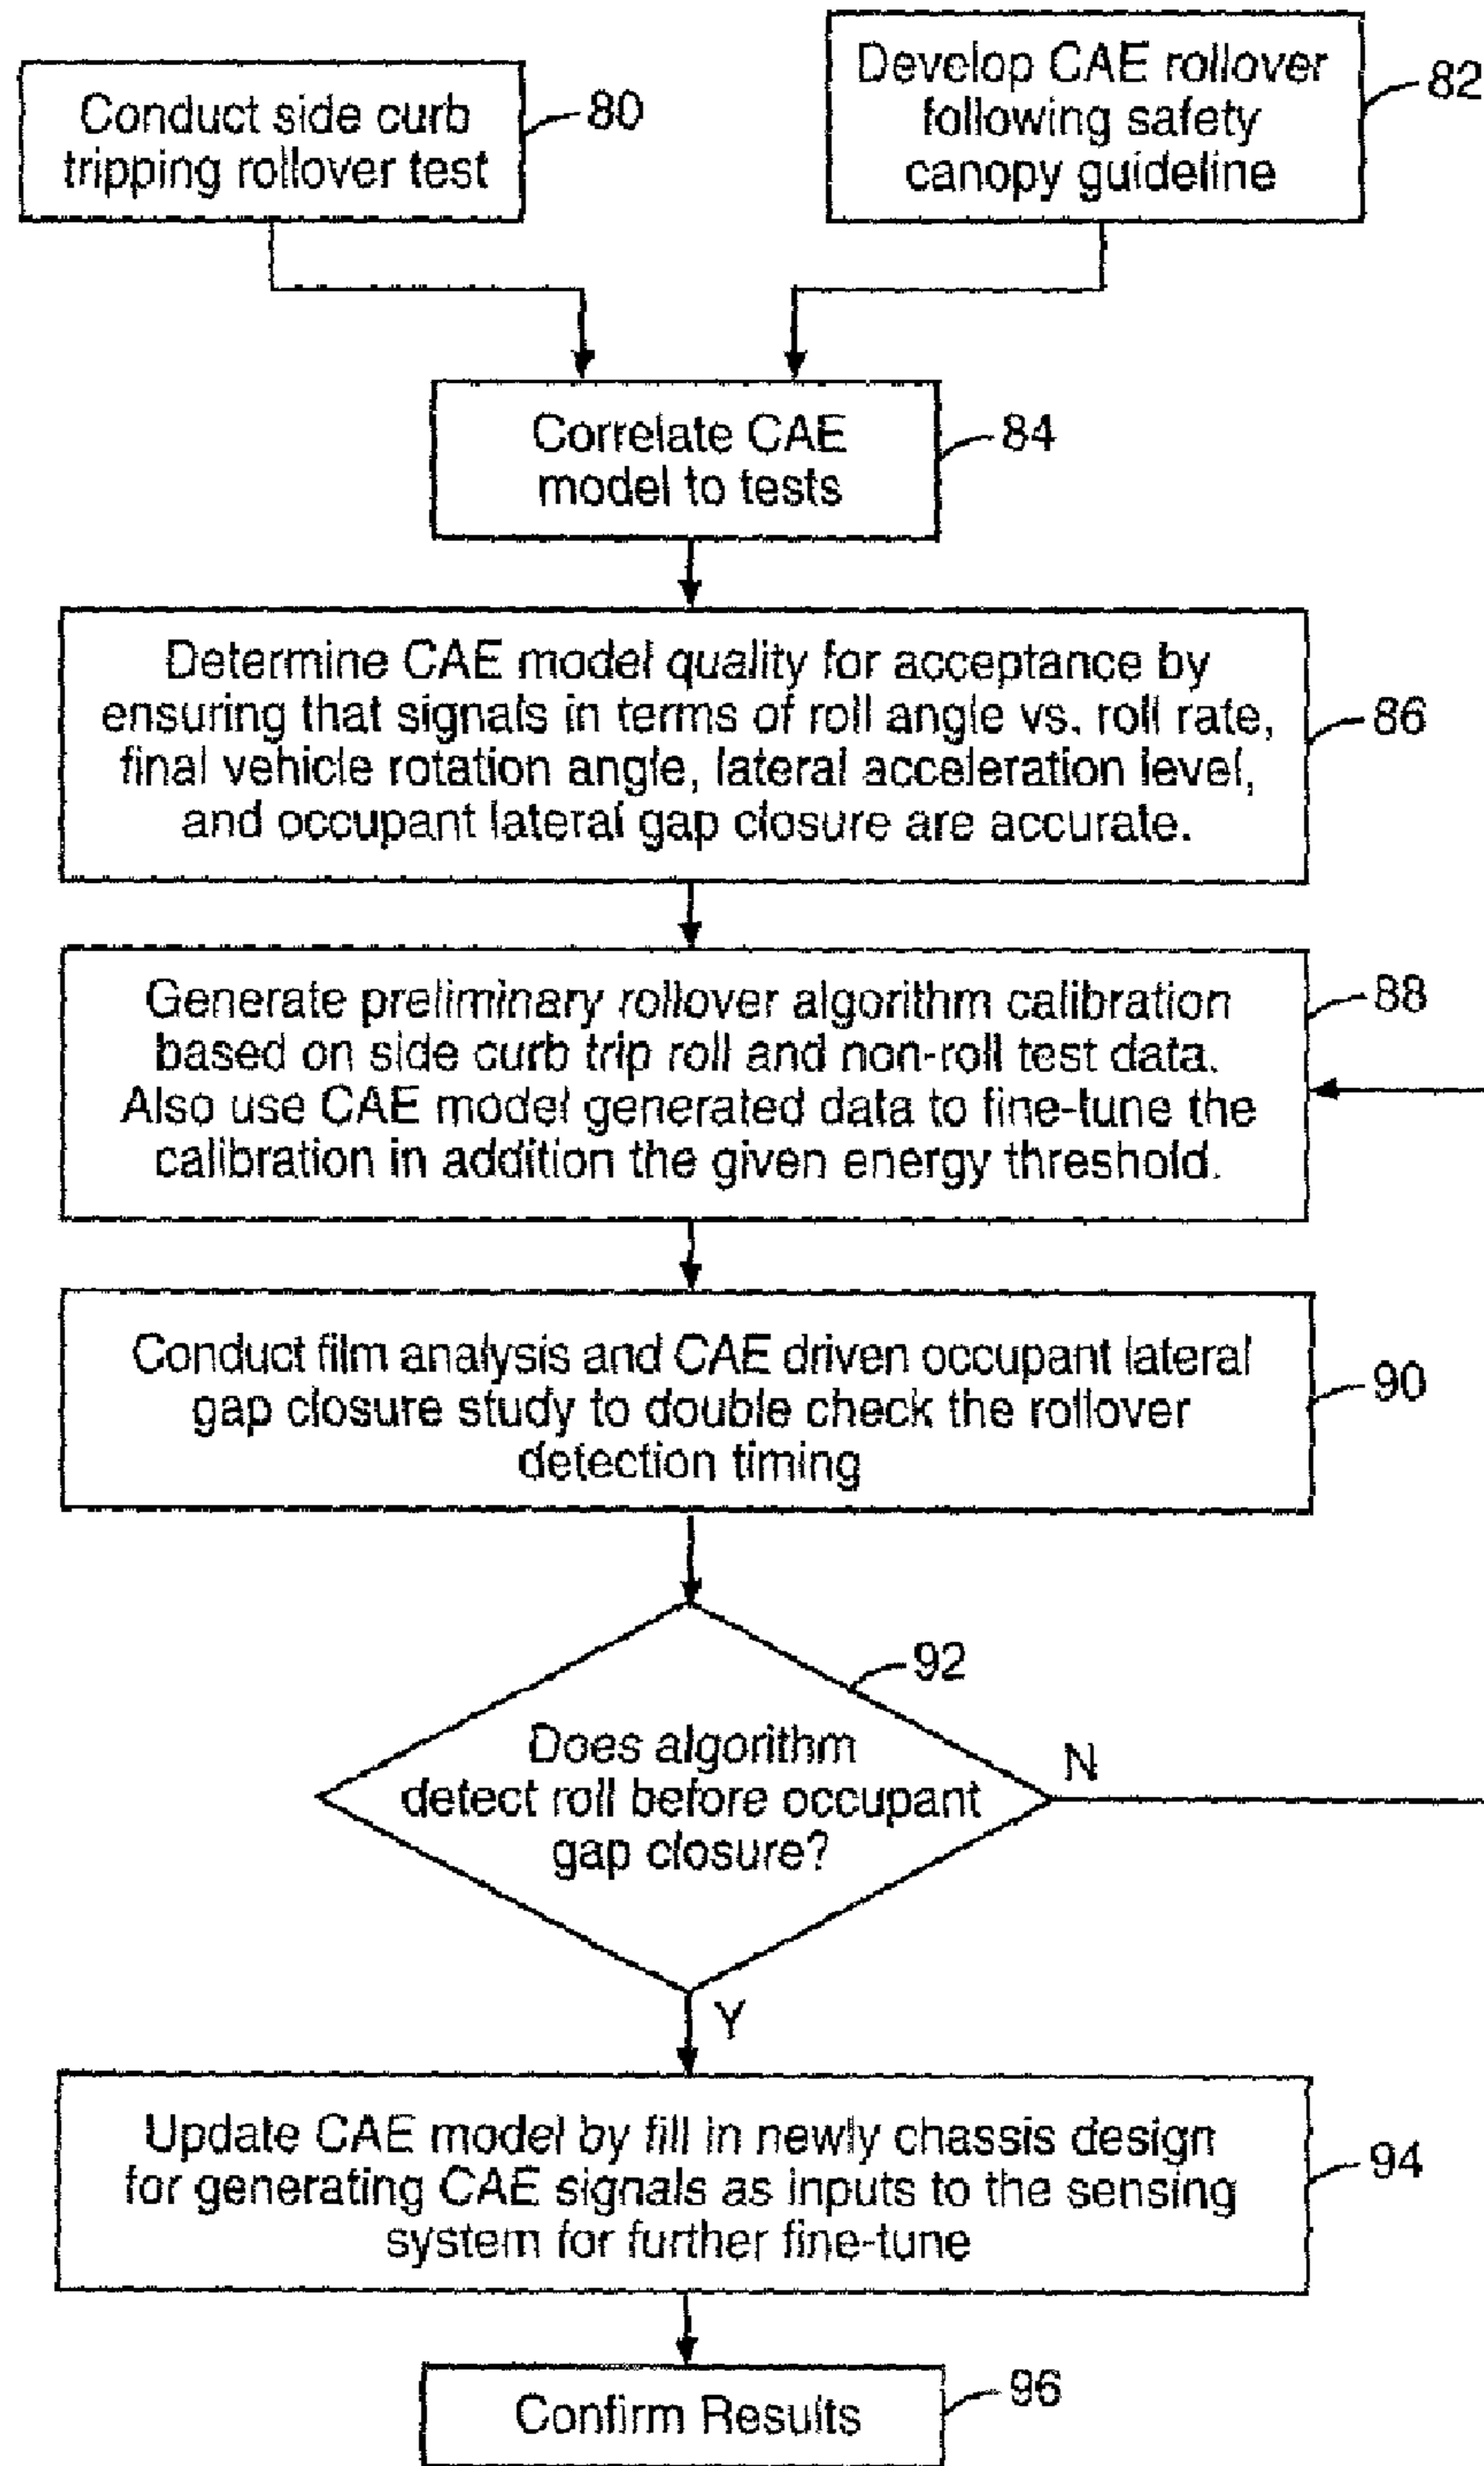 Conduct side curb
tripping rollover test
80
Develop CAE rollover
following safety
canopy guideline
82
Correlate CAE
model to tests
84
Determine CAE model quality for acceptance by
ensuring that signals in terms of roll angle vs. roll rate,
final vehicle rotation angle, lateral acceleration level,
and occupant lateral gap closure are accurate.
86
Generate preliminary rollover algorithm calibration
based on side curb trip roll and non-roll test data.
Also use CAE model generated data to fine-tune the
calibration in addition the given energy threshold.
88
Conduct film analysis and CAE driven occupant lateral
gap closure study to double check the rollover
detection timing
90
92
Does algorithm
detect roll before occupant
gap closure?
N
Y
Update CAE model by fill in newly chassis design
for generating CAE signals as inputs to the sensing
system for further fine-tune
94
Confirm Results
96